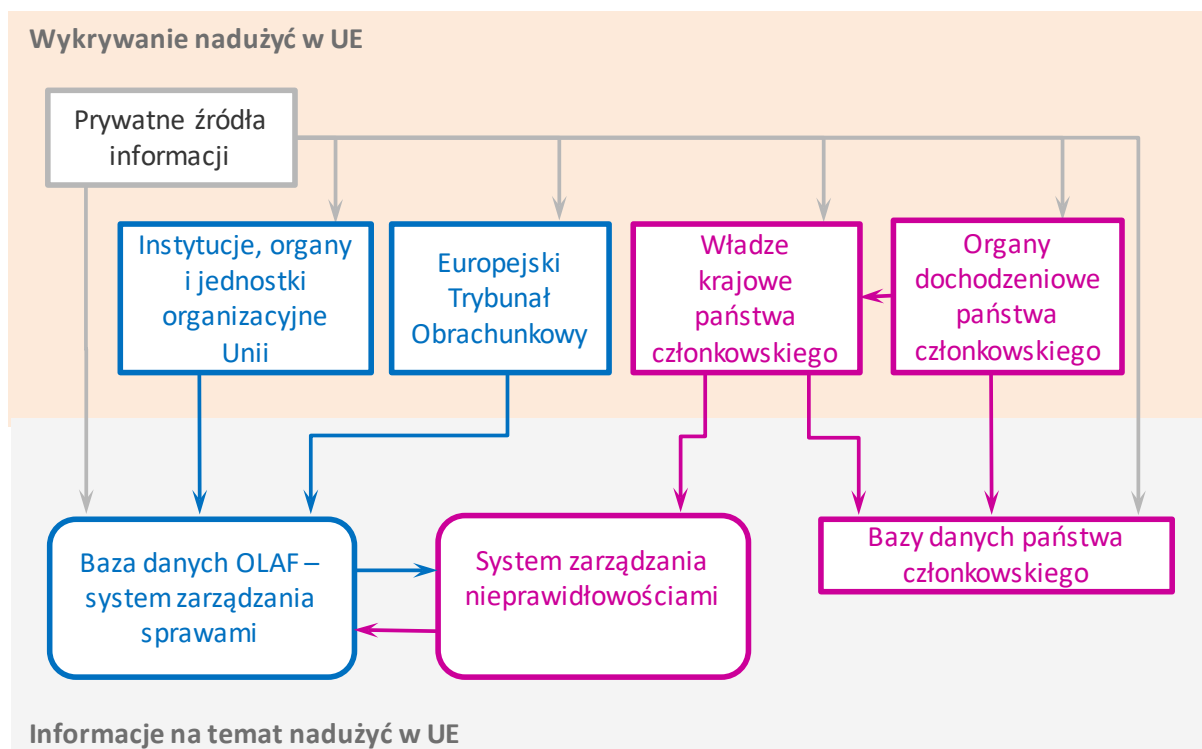 Wykrywanie nadużyć w UE
Prywatne źródła
informacji
Instytucje, organy
i jednostki
organizacyjne
Unii
Europejski
Trybunał
Obrachunkowy
Władze
krajowe
państwa
członkowskiego
Organy
dochodzeniowe
państwa
członkowskiego
Baza danych OLAF –
system zarządzania
sprawami
System zarządzania
nieprawidłowościami
Bazy danych państwa
członkowskiego
Informacje na temat nadużyć w UE